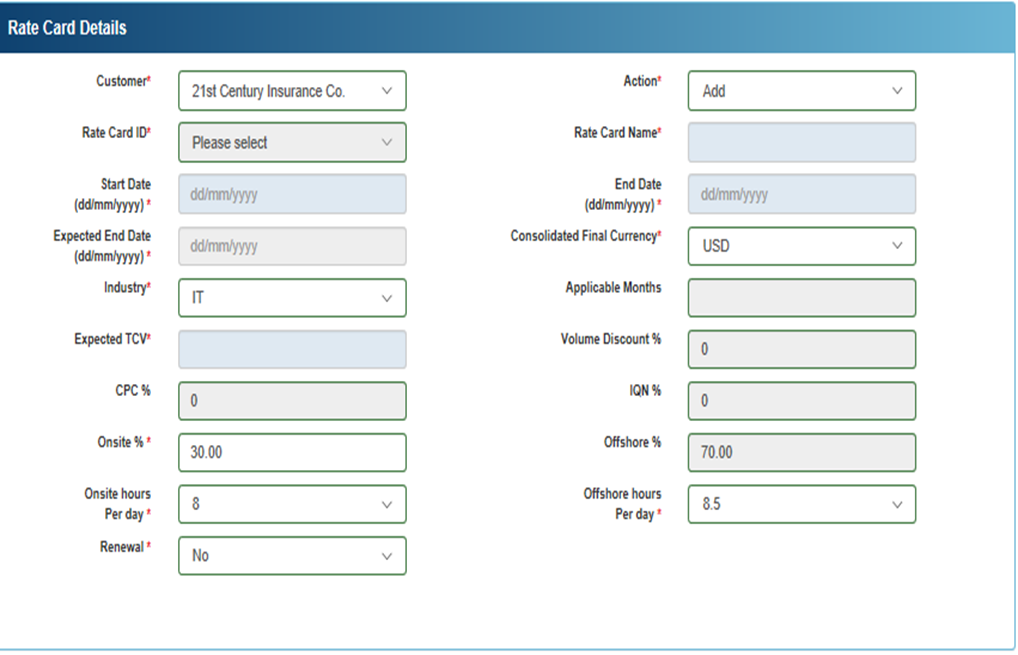 Rate Card Details
Customer* 21st Century Insurance Co. Action* Add
Rate Card ID* Please select Rate Card Name*
Start Date
(dd/mm/yyyy) * dd/mm/yyyy End Date
(dd/mm/yyyy) * dd/mm/yyyy
Expected End Date
(dd/mm/yyyy) * dd/mm/yyyy Consolidated Final Currency* USD
Industry* IT Applicable Months
Expected TCV* Volume Discount % 0
CPC % 0 IQN % 0
Onsite % * 30.00 Offshore % 70.00
Onsite hours
Per day * 8 Offshore hours
Per day * 8.5
Renewal * No